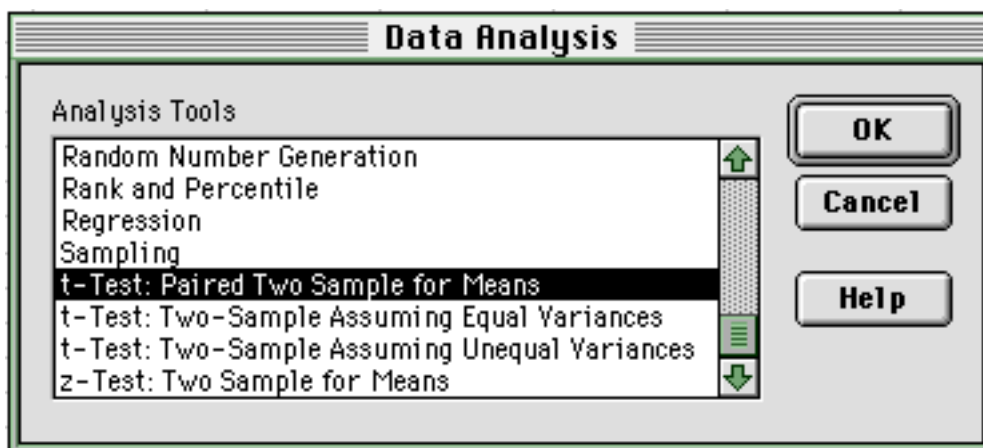 Data Analysis
Analysis Tools
Random Number Generation
Rank and Percentile
Regression
Sampling
t-Test: Paired Two Sample for Means
t-Test: Two-Sample Assuming Equal Variances
t-Test: Two-Sample Assuming Unequal Variances
z-Test: Two Sample for Means
OK
Cancel
Help